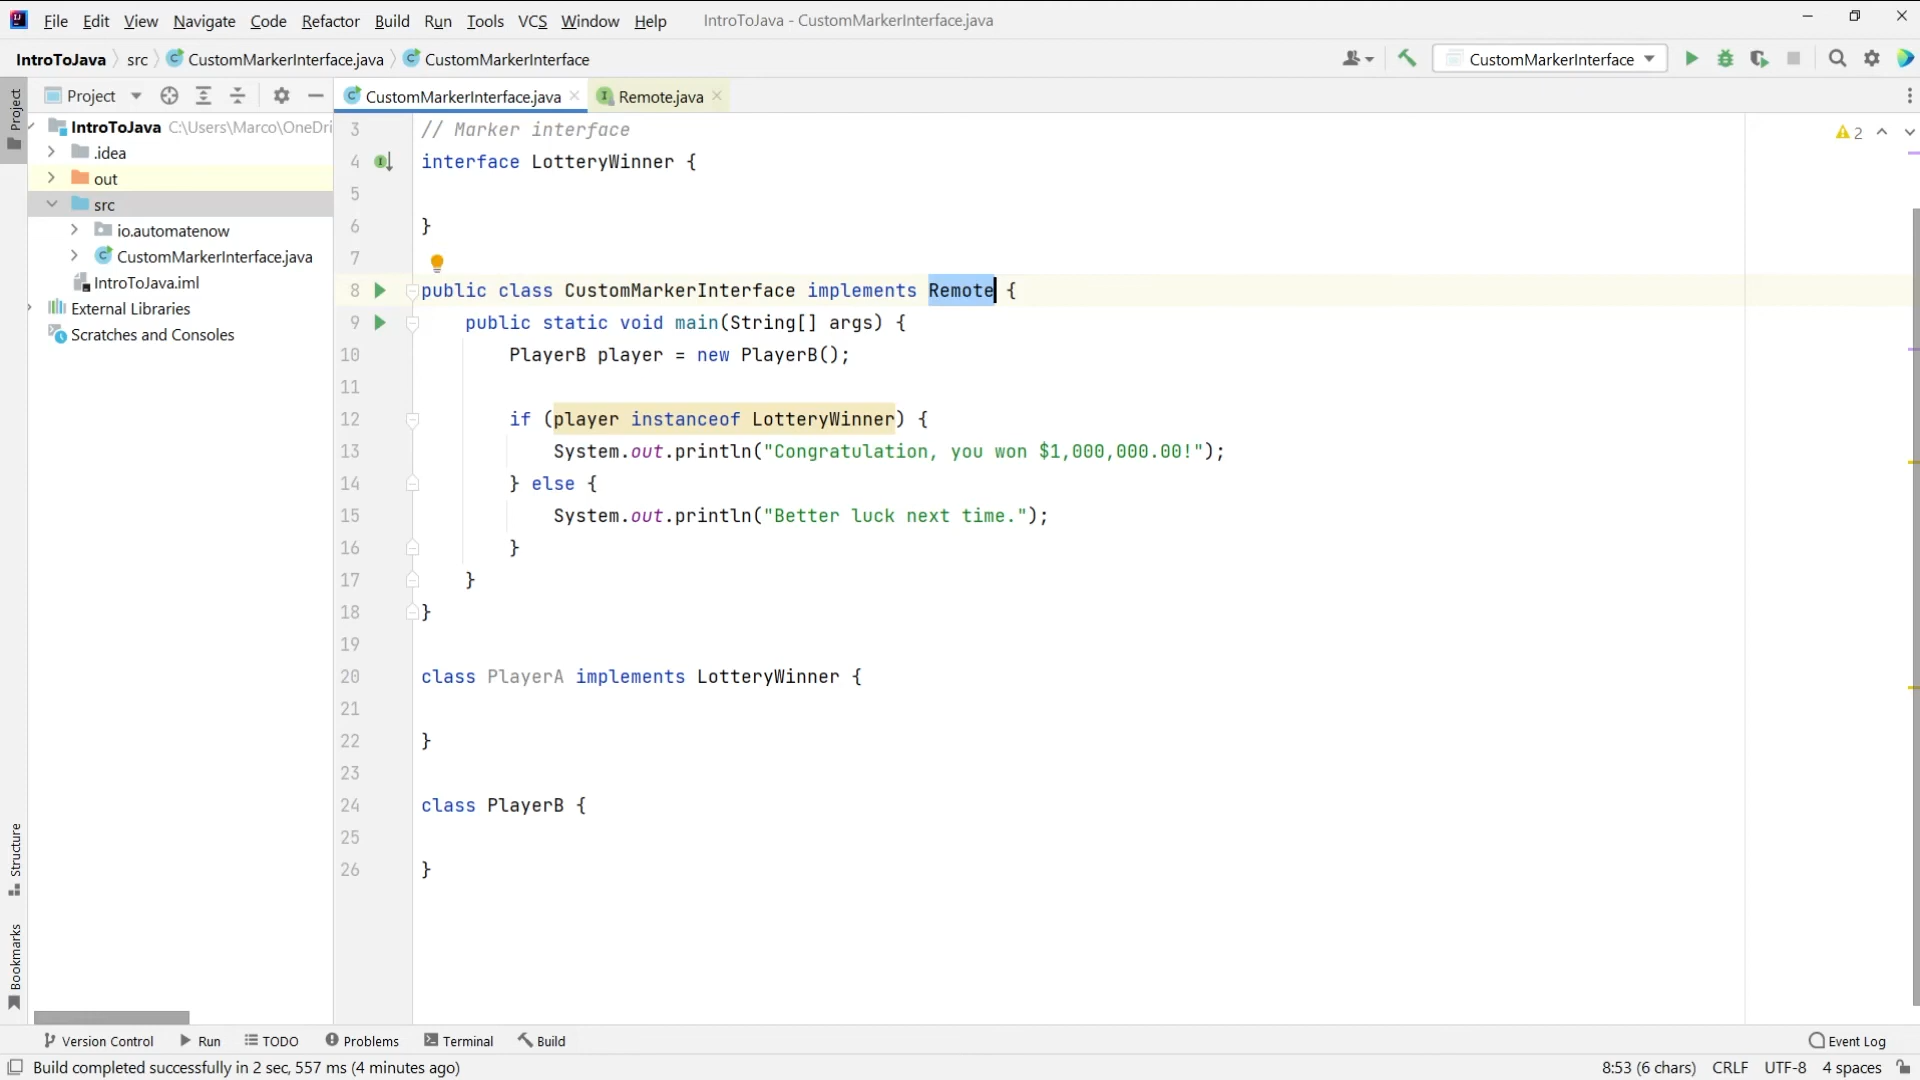 File Edit View Navigate Code Refactor Build Run Tools VCS Window Help IntroToJava - CustomMarkerInterface.java
IntroToJava src CustomMarkerInterface.java CustomMarkerInterface CustomMarkerInterface
Project CustomMarkerInterface.java Remote.java
Project
IntroToJava C:\Users\Marco\OneDri
.idea
out
src
io.automatenow
CustomMarkerInterface.java
IntroToJava.iml
External Libraries
Scratches and Consoles
Structure
Bookmarks
2
3 // Marker interface
4 interface LotteryWinner {
5
6 }
7
8 public class CustomMarkerInterface implements Remote {
9 public static void main(String[] args) {
10 PlayerB player = new PlayerB();
11
12 if (player instanceof LotteryWinner) {
13 System.out.println("Congratulation, you won $1,000,000.00!");
14 } else {
15 System.out.println("Better luck next time.");
16 }
17 }
18 }
19
20 class PlayerA implements LotteryWinner {
21
22 }
23
24 class PlayerB {
25
26 }
Version Control Run TODO Problems Terminal Build Event Log
Build completed successfully in 2 sec, 557 ms (4 minutes ago) 8:53 (6 chars) CRLF UTF-8 4 spaces